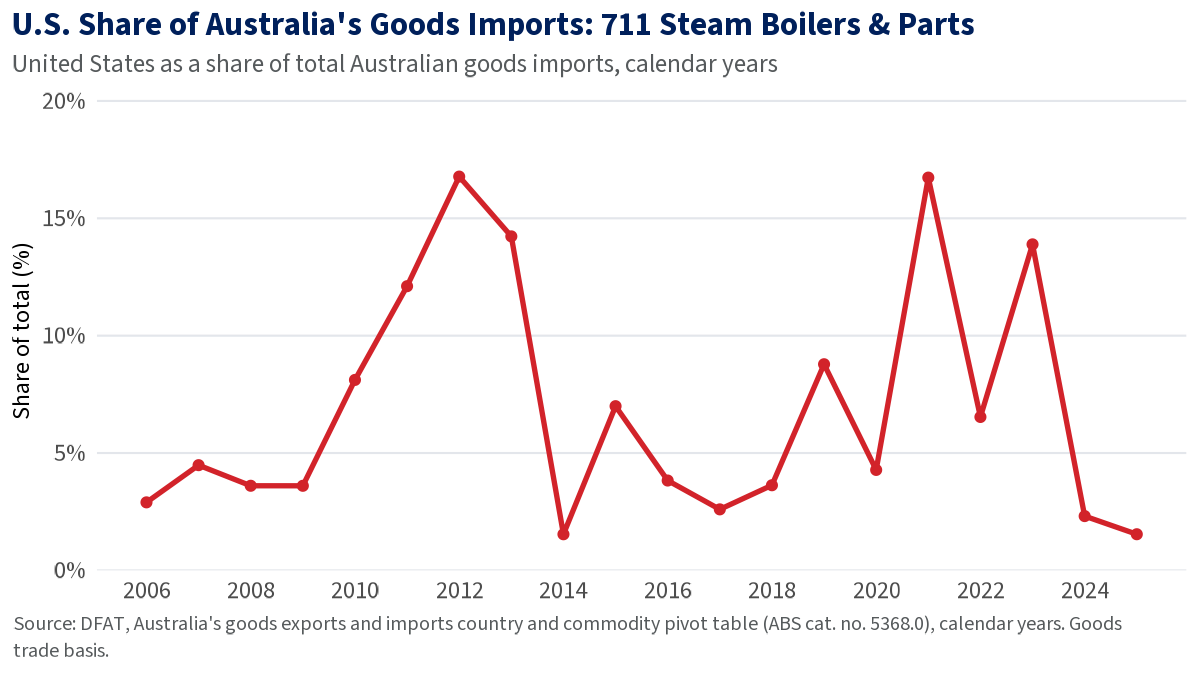 U.S. Share of Australia's Goods Imports: 711 Steam Boilers & Parts
United States as a share of total Australian goods imports, calendar years
20%
15%
10%
5%
0%
Share of total (%)
2006 2008 2010 2012 2014 2016 2018 2020 2022 2024
Source: DFAT, Australia's goods exports and imports country and commodity pivot table (ABS cat. no. 5368.0), calendar years. Goods
trade basis.